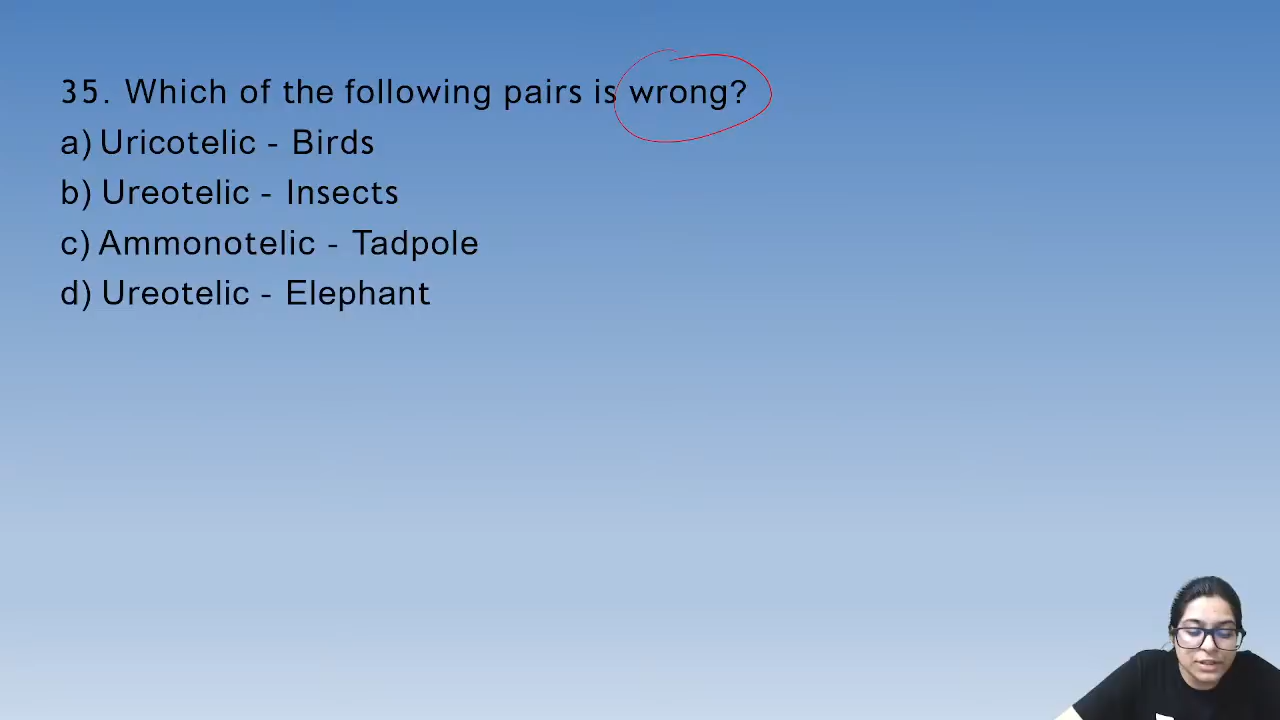 35. Which of the following pairs is wrong?
a) Uricotelic - Birds
b) Ureotelic - Insects
c) Ammonotelic - Tadpole
d) Ureotelic - Elephant